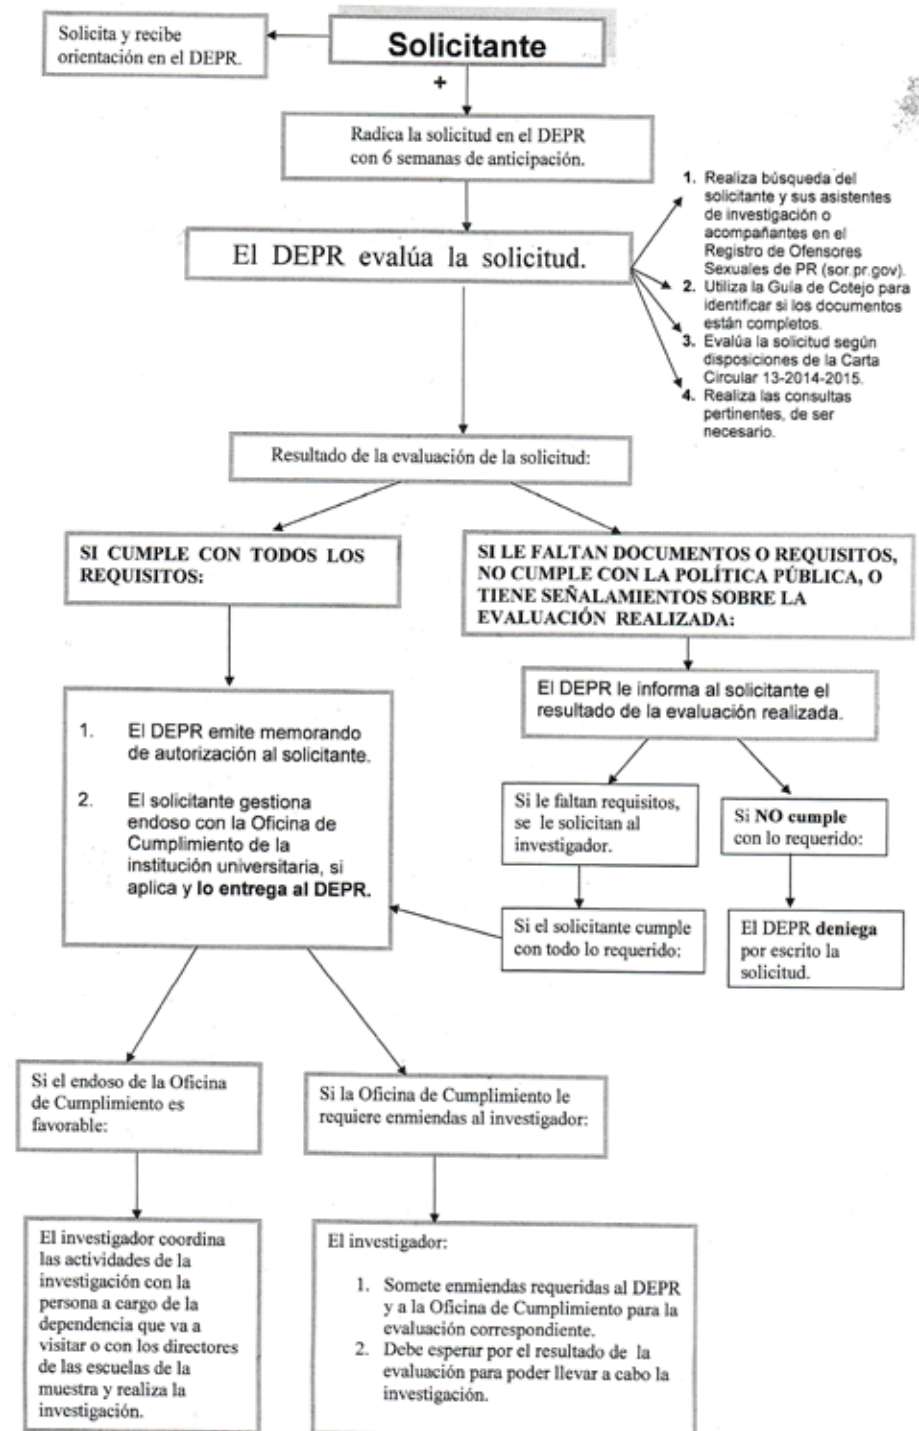 Solicita y recibe
orientación en el DEPR.
Solicitante
+
Radica la solicitud en el DEPR
con 6 semanas de anticipación.
El DEPR evalúa la solicitud.
1. Realiza búsqueda del
solicitante y sus asistentes
de investigación o
acompañantes en el
Registro de Ofensores
Sexuales de PR (sor.pr.gov).
2. Utiliza la Guía de Cotejo para
identificar si los documentos
están completos.
3. Evalúa la solicitud según
disposiciones de la Carta
Circular 13-2014-2015.
4. Realiza las consultas
pertinentes, de ser
necesario.
Resultado de la evaluación de la solicitud:
SI CUMPLE CON TODOS LOS
REQUISITOS:
SI LE FALTAN DOCUMENTOS O REQUISITOS,
NO CUMPLE CON LA POLÍTICA PÚBLICA, O
TIENE SEÑALAMIENTOS SOBRE LA
EVALUACIÓN REALIZADA:
1. El DEPR emite memorando
de autorización al solicitante.
2. El solicitante gestiona
endoso con la Oficina de
Cumplimiento de la
institución universitaria, si
aplica y lo entrega al DEPR.
El DEPR le informa al solicitante el
resultado de la evaluación realizada.
Si le faltan requisitos,
se le solicitan al
investigador.
Si NO cumple
con lo requerido:
Si el solicitante cumple
con todo lo requerido:
El DEPR deniega
por escrito la
solicitud.
Si el endoso de la Oficina
de Cumplimiento es
favorable:
Si la Oficina de Cumplimiento le
requiere enmiendas al investigador:
El investigador coordina
las actividades de la
investigación con la
persona a cargo de la
dependencia que va a
visitar o con los directores
de las escuelas de la
muestra y realiza la
investigación.
El investigador:
1. Somete enmiendas requeridas al DEPR
y a la Oficina de Cumplimiento para la
evaluación correspondiente.
2. Debe esperar por el resultado de la
evaluación para poder llevar a cabo la
investigación.